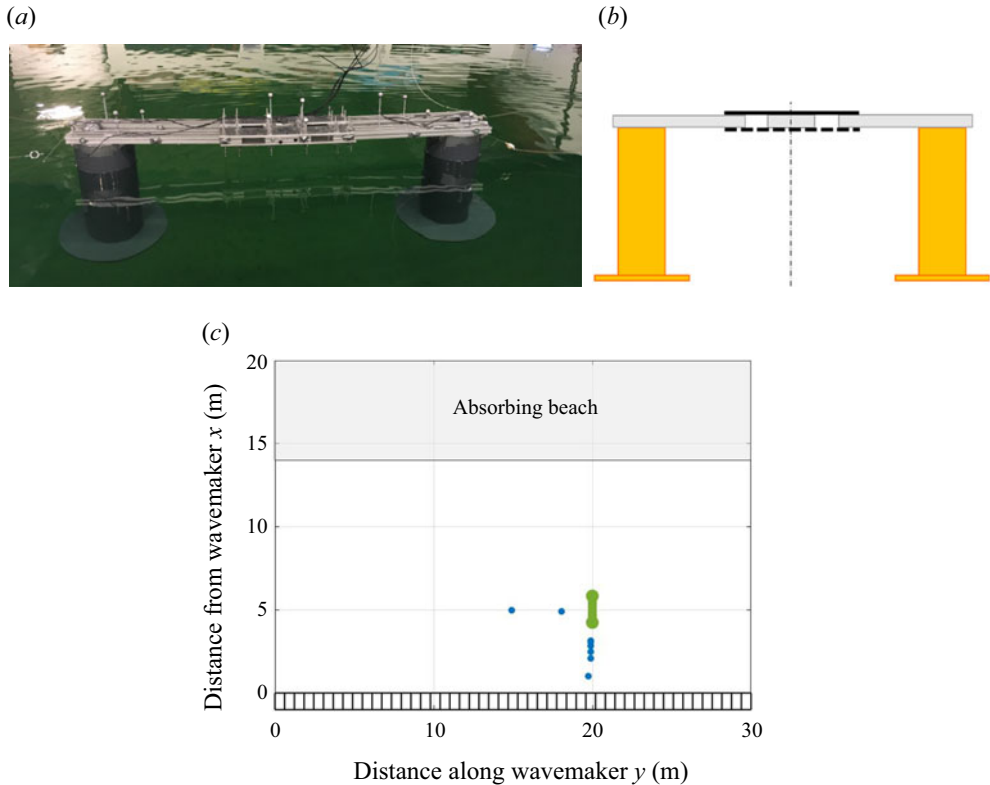 (a)
(b)
(c)
20
Absorbing beach
15
10
5
0
Distance from wavemaker x (m)
0 10 20 30
Distance along wavemaker y (m)